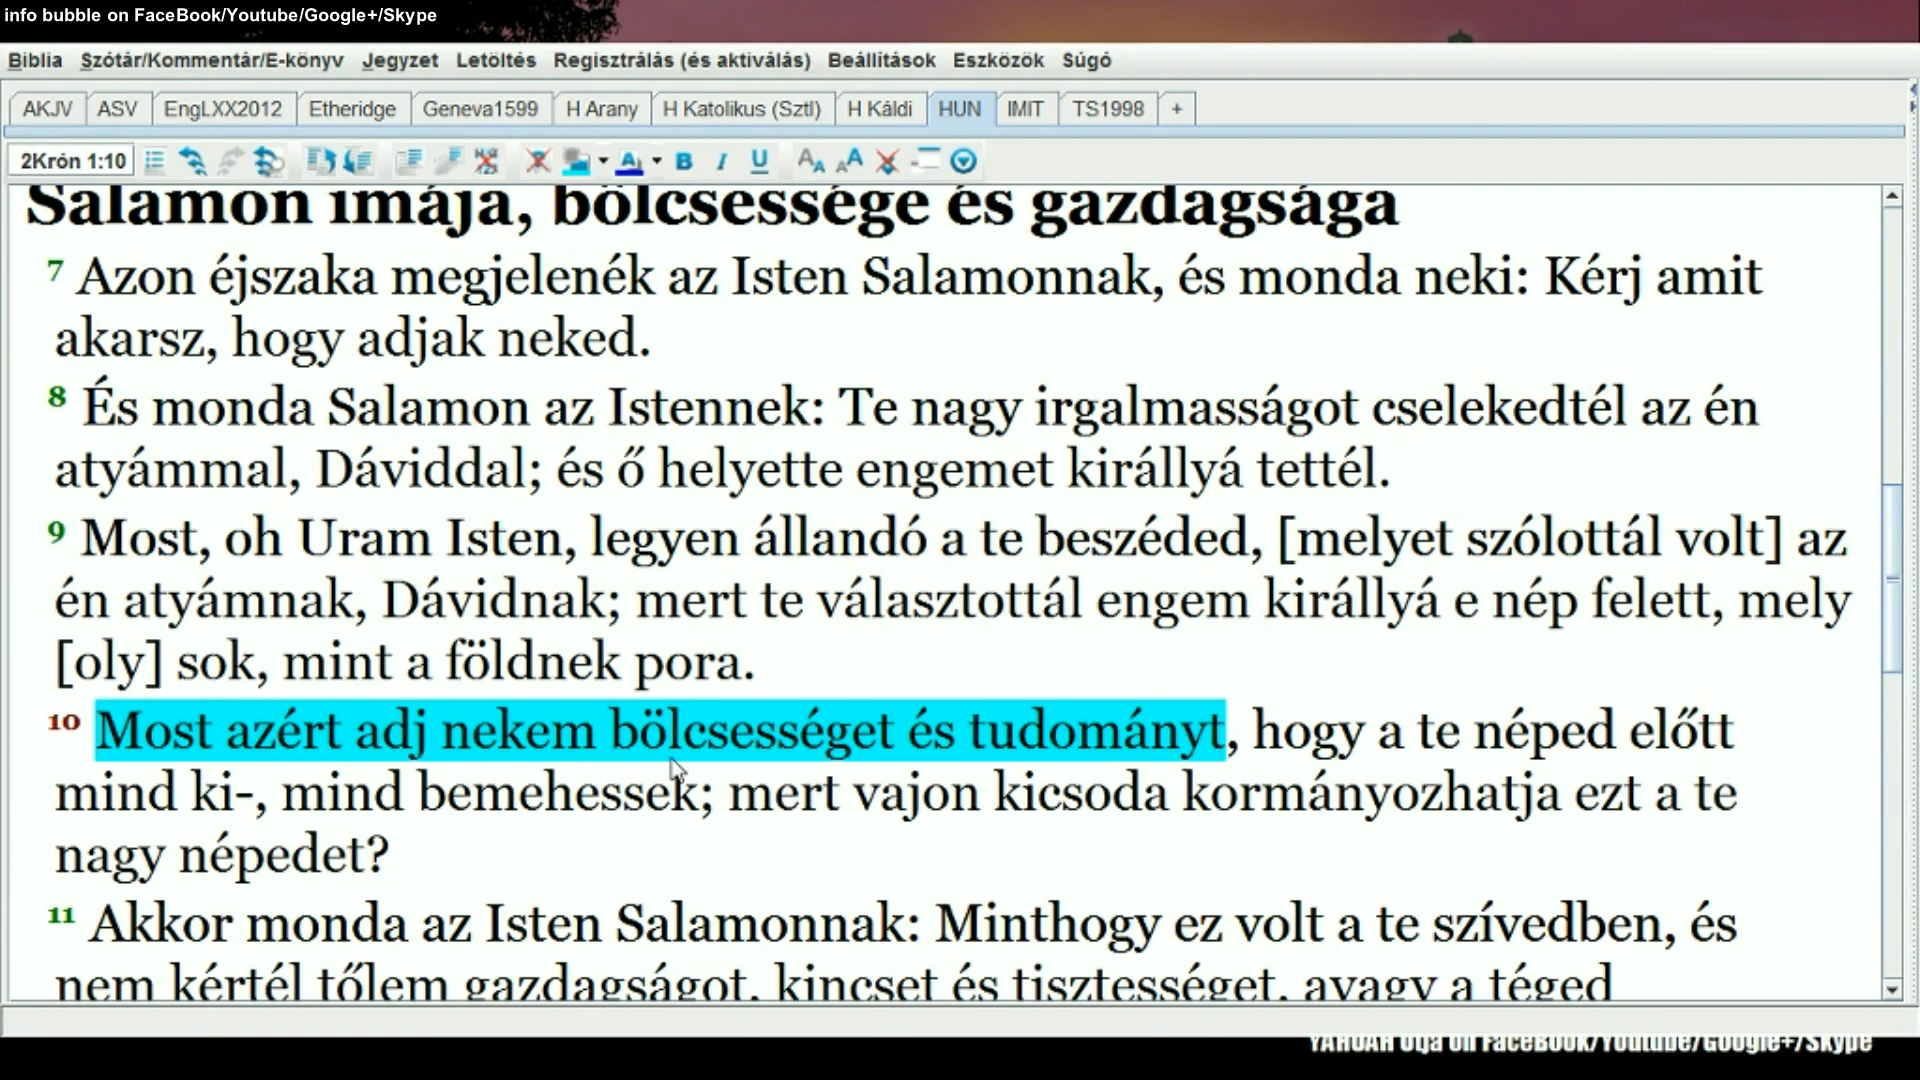 info bubble on FaceBook/Youtube/Google+/Skype
Biblia Szótár/Kommentár/E-könyv Jegyzet Letöltés Regisztrálás (és aktiválás) Beállítások Eszközök Súgó
AKJV ASV EngLXX2012 Etheridge Geneva1599 H Arany H Katolikus (Sztl) H Káldi HUN IMIT TS1998 +
2Krón 1:10
Salamon imája, bölcsessége és gazdagsága
7 Azon éjszaka megjelenék az Isten Salamonnak, és monda neki: Kérj amit
akarsz, hogy adjak neked.
8 És monda Salamon az Istennek: Te nagy irgalmasságot cselekedtél az én
atyámmal, Dáviddal; és ő helyette engemet királlyá tettél.
9 Most, oh Uram Isten, legyen állandó a te beszéded, [melyet szólottál volt] az
én atyámnak, Dávidnak; mert te választottál engem királlyá e nép felett, mely
[oly] sok, mint a földnek pora.
10 Most azért adj nekem bölcsességet és tudományt, hogy a te néped előtt
mind ki-, mind bemehessek; mert vajon kicsoda kormányozhatja ezt a te
nagy népedet?
11 Akkor monda az Isten Salamonnak: Minthogy ez volt a te szívedben, és
nem kértél tőlem gazdagságot, kincset és tisztességet, avagy a téged
YAHUAH Ujja on FaceBook/Youtube/Google+/Skype